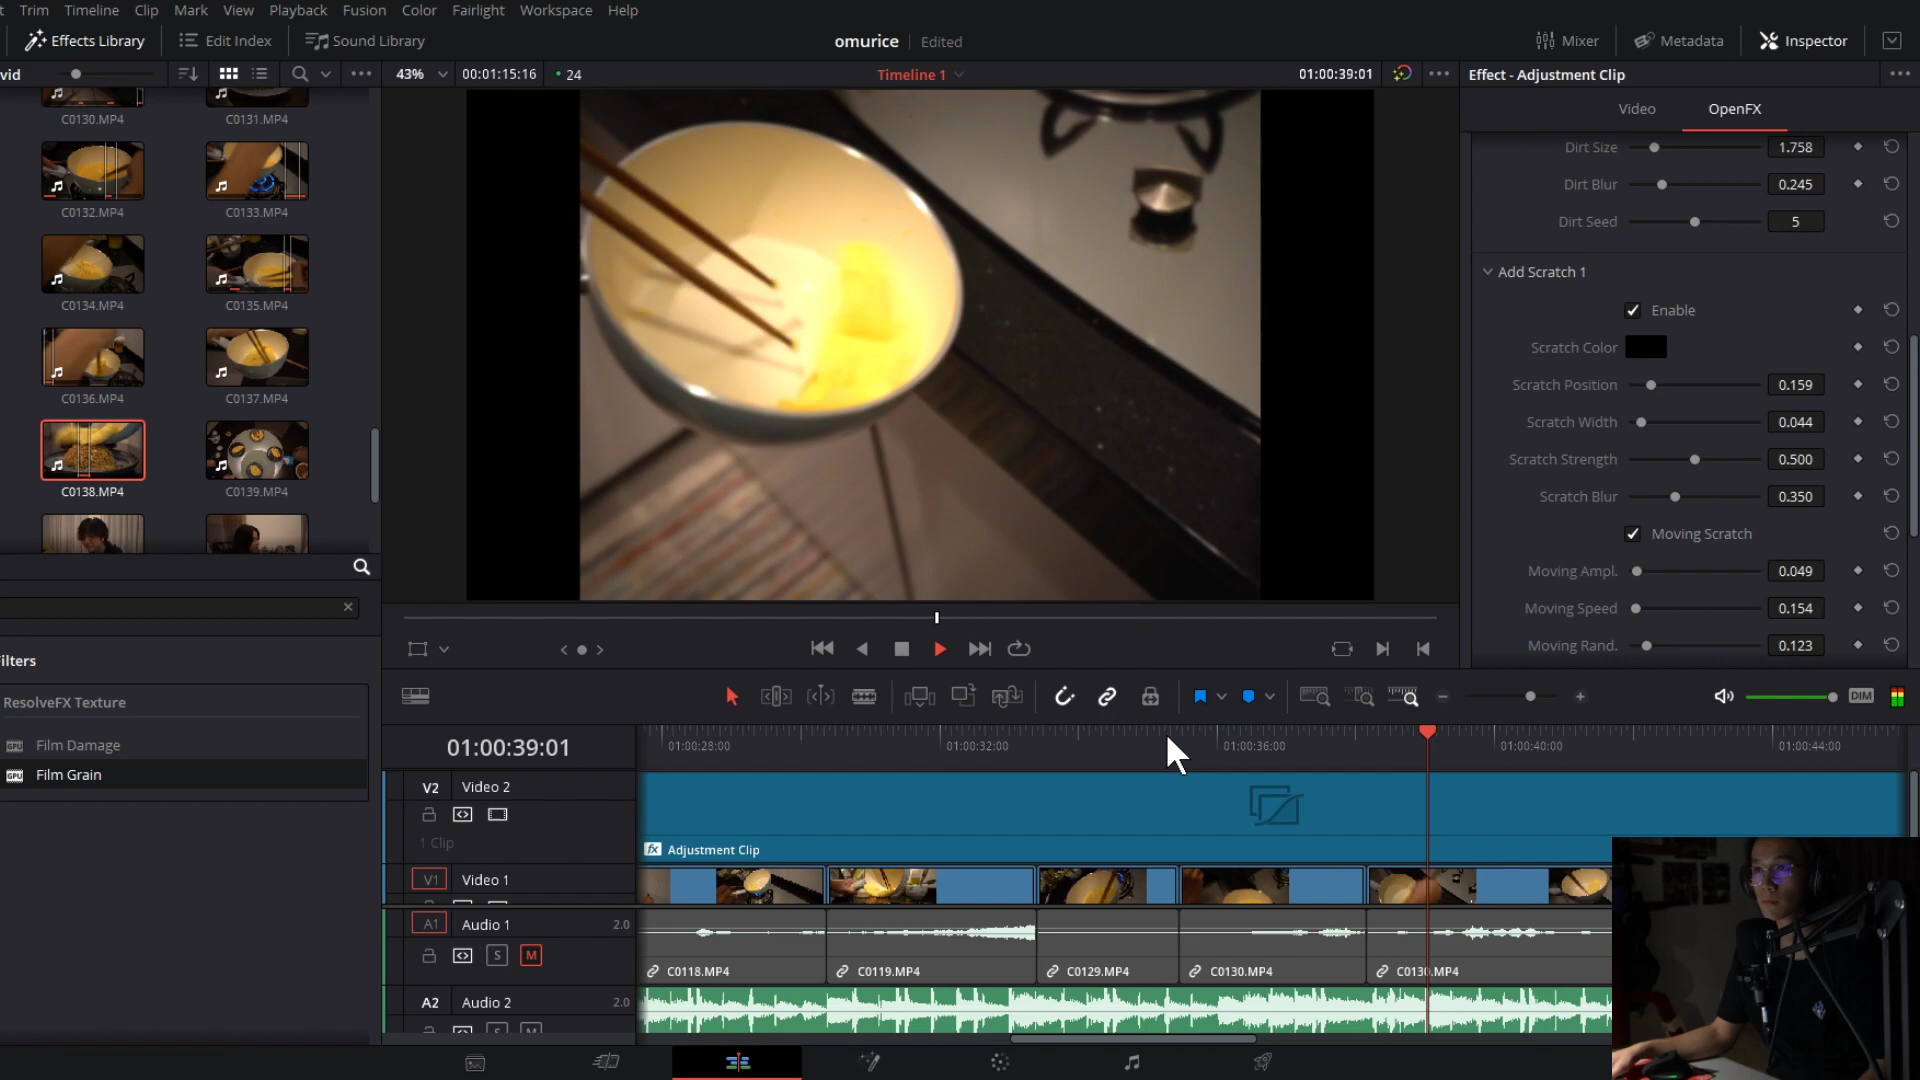 t Trim Timeline Clip Mark View Playback Fusion Color Fairlight Workspace Help
Effects Library Edit Index Sound Library omurice Edited Mixer Metadata Inspector
vid 43% 00:01:15:16 24 Timeline 1 01:00:39:01 Effect - Adjustment Clip
Video OpenFX
C0130.MP4 C0131.MP4
C0132.MP4 C0133.MP4
C0134.MP4 C0135.MP4
C0136.MP4 C0137.MP4
C0138.MP4 C0139.MP4
Dirt Size 1.758
Dirt Blur 0.245
Dirt Seed 5
Add Scratch 1
Enable
Scratch Color
Scratch Position 0.159
Scratch Width 0.044
Scratch Strength 0.500
Scratch Blur 0.350
Moving Scratch
Moving Ampl. 0.049
Moving Speed 0.154
Moving Rand. 0.123
ilters
ResolveFX Texture
GPU Film Damage
GPU Film Grain
DIM
01:00:39:01 01:00:28:00 01:00:32:00 01:00:36:00 01:00:40:00 01:00:44:00
V2 Video 2
1 Clip
fx Adjustment Clip
V1 Video 1
A1 Audio 1 2.0
S M
C0118.MP4 C0119.MP4 C0129.MP4 C0130.MP4 C0130.MP4
A2 Audio 2 2.0
S M